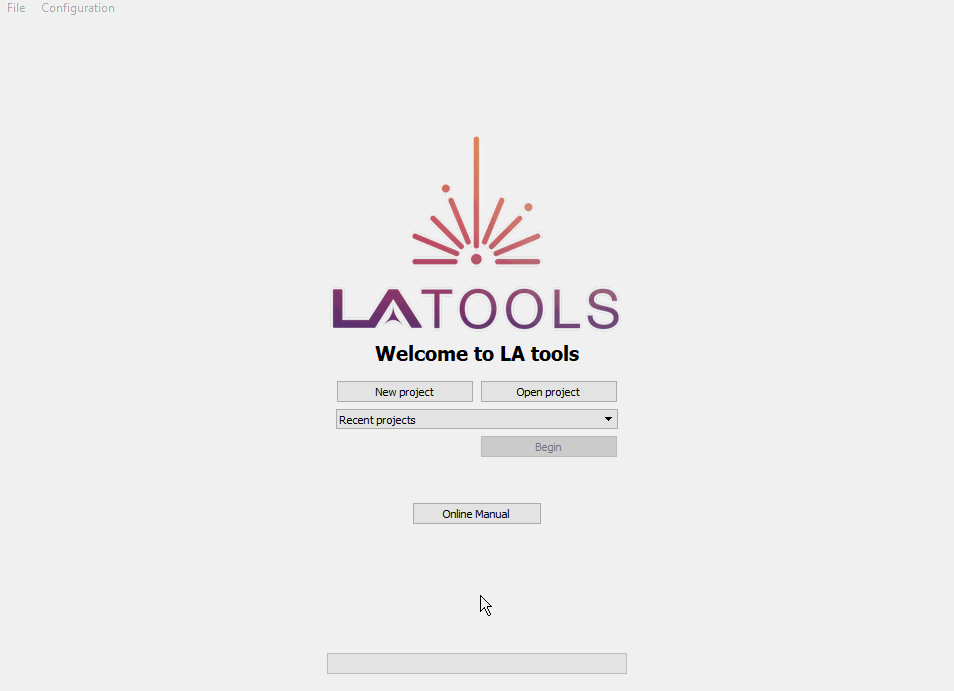 File Configuration
LATOOLS
Welcome to LA tools
New project Open project
Recent projects
Begin
Online Manual